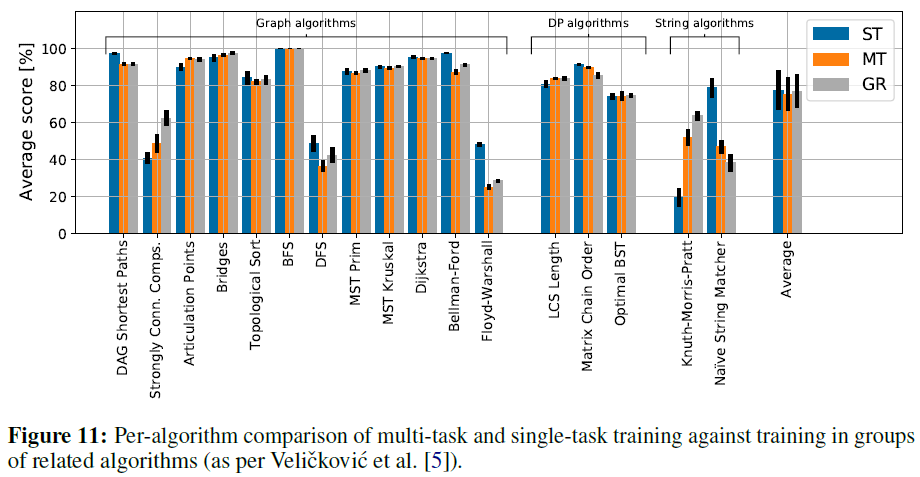 Graph algorithms
DP algorithms
String algorithms
ST
MT
GR
Average score [%]
100
80
60
40
20
0
DAG Shortest Paths
Strongly Conn. Comps.
Articulation Points
Bridges
Topological Sort
BFS
DFS
MST Prim
MST Kruskal
Dijkstra
Bellman-Ford
Floyd-Warshall
LCS Length
Matrix Chain Order
Optimal BST
Knuth-Morris-Pratt
Naïve String Matcher
Average
Figure 11: Per-algorithm comparison of multi-task and single-task training against training in groups
of related algorithms (as per Veličković et al. [5]).